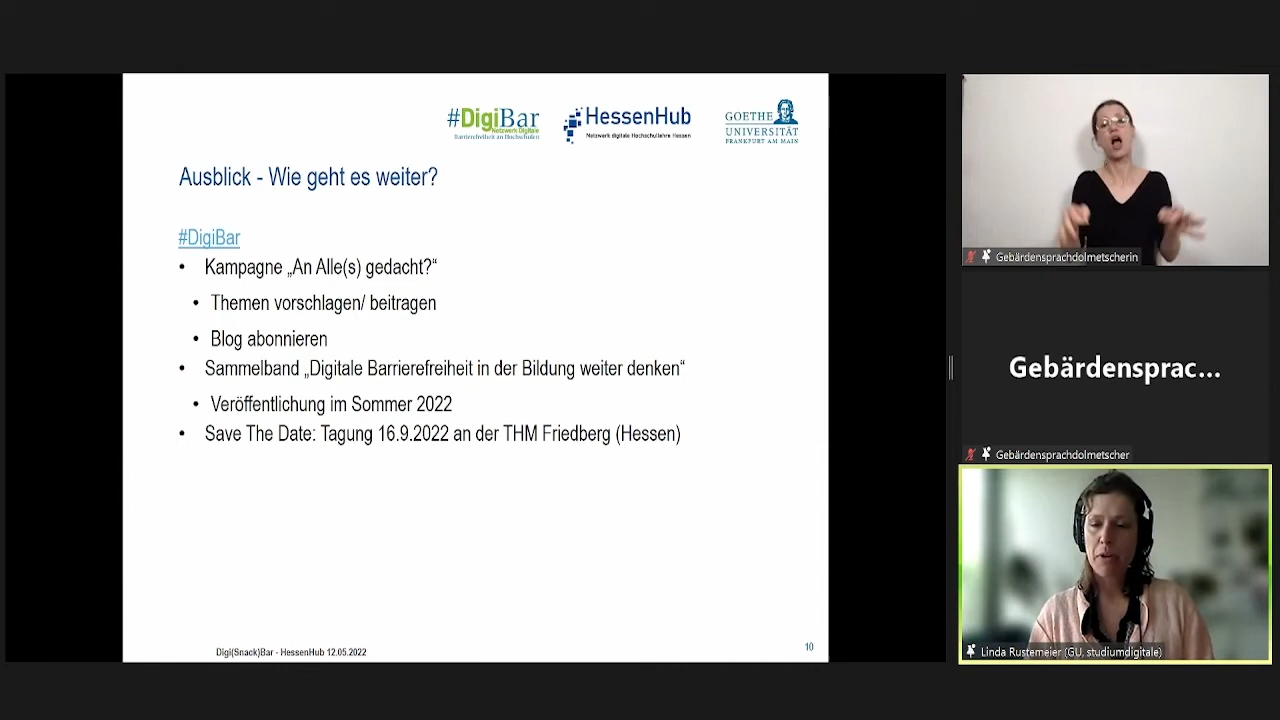 #DigiBar
Netzwerk Digitale
Barrierefreiheit an Hochschulen
HessenHub
Netzwerk digitale Hochschullehre Hessen
GOETHE
UNIVERSITÄT
FRANKFURT AM MAIN
Ausblick - Wie geht es weiter?
#DigiBar
• Kampagne „An Alle(s) gedacht?“
• Themen vorschlagen/ beitragen
• Blog abonnieren
• Sammelband „Digitale Barrierefreiheit in der Bildung weiter denken“
• Veröffentlichung im Sommer 2022
• Save The Date: Tagung 16.9.2022 an der THM Friedberg (Hessen)
Digi(Snack)Bar - HessenHub 12.05.2022
10
Gebärdensprachdolmetscherin
Gebärdensprac...
Gebärdensprachdolmetscher
Linda Rustemeier (GU, studiumdigitale)